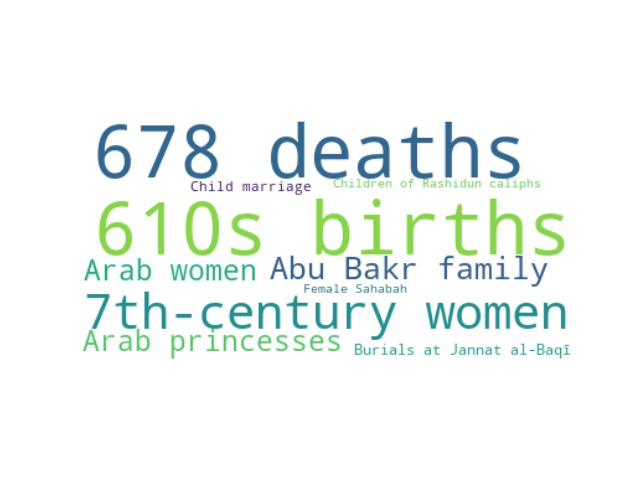 678 deaths
Child marriage
Children of Rashidun caliphs
610s births
Arab women
Abu Bakr family
Female Sahabah
7th-century women
Arab princesses
Burials at Jannat al-Baqī